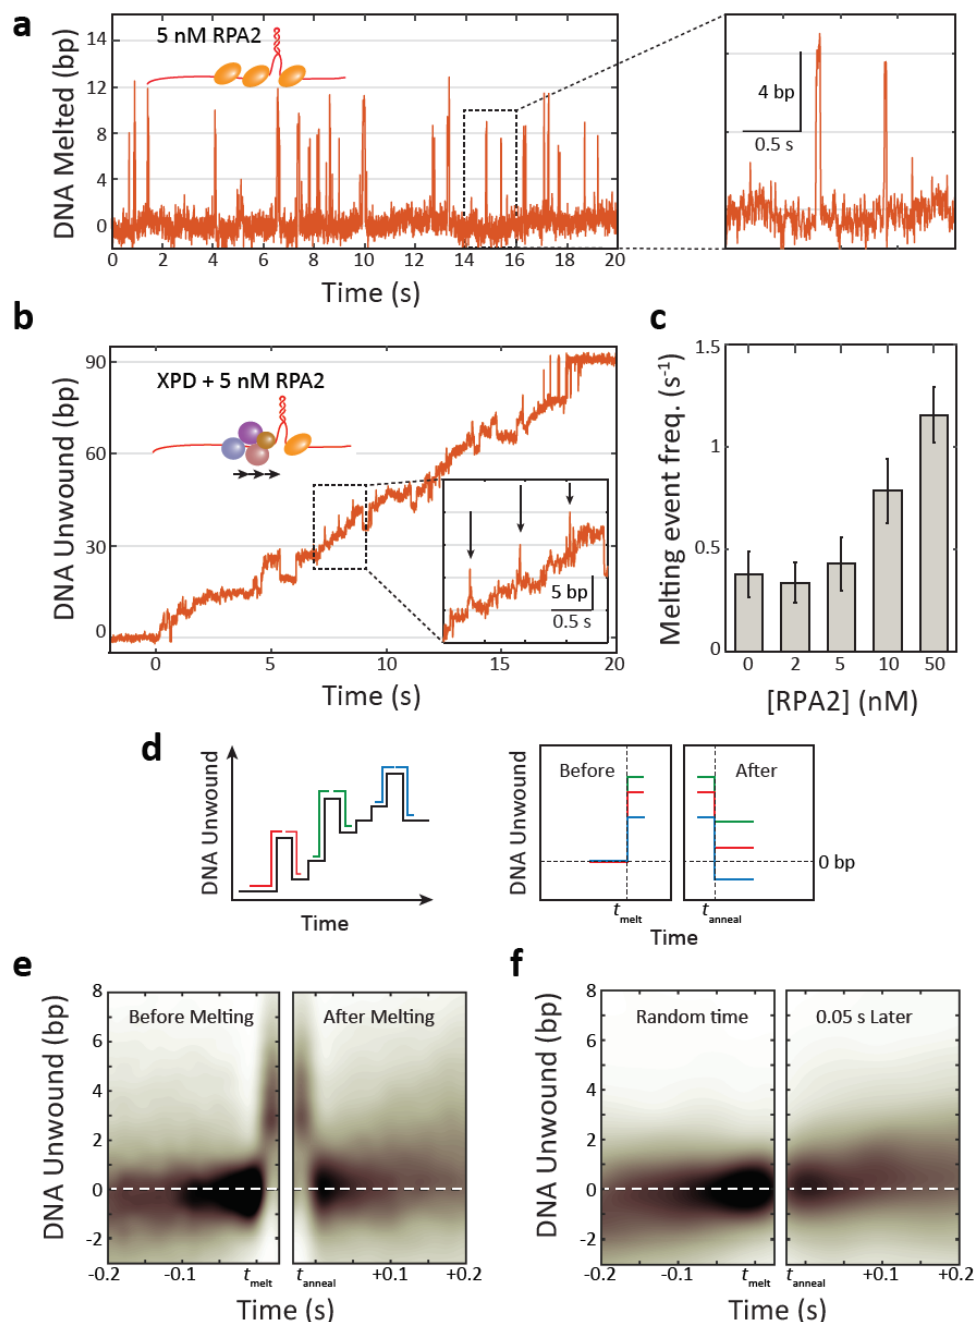 a
5 nM RPA2
DNA Melted (bp)
14
12
8
4
0
0 2 4 6 8 10 12 14 16 18 20
Time (s)
4 bp
0.5 s
b
XPD + 5 nM RPA2
DNA Unwound (bp)
90
60
30
0
0 5 10 15 20
Time (s)
5 bp
0.5 s
c
Melting event freq. (s⁻¹)
1.5
1
0.5
0
0 2 5 10 50
[RPA2] (nM)
d
DNA Unwound
Time
DNA Unwound
Before
After
0 bp
tmelt
tanneal
Time
e
DNA Unwound (bp)
8
6
4
2
0
-2
Before Melting
After Melting
-0.2 -0.1 tmelt tanneal +0.1 +0.2
Time (s)
f
DNA Unwound (bp)
8
6
4
2
0
-2
Random time
0.05 s Later
-0.2 -0.1 tmelt tanneal +0.1 +0.2
Time (s)